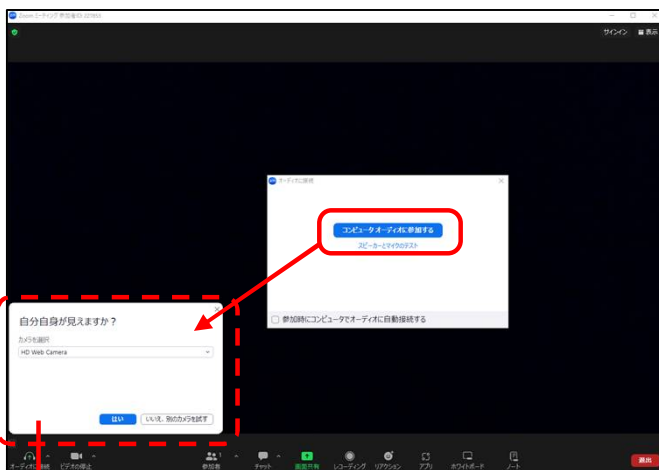 Zoom ミーティング 参加者ID: 221953
サインイン 表示
オーディオに接続
コンピュータ オーディオに参加する
スピーカーとマイクのテスト
参加時にコンピュータでオーディオに自動接続する
自分自身が見えますか？
カメラを選択
HD Web Camera
はい
いいえ、別のカメラを試す
オーディオに接続 ビデオの停止 参加者 1 チャット 画面共有 レコーディング リアクション アプリ ホワイトボード ノート 退出